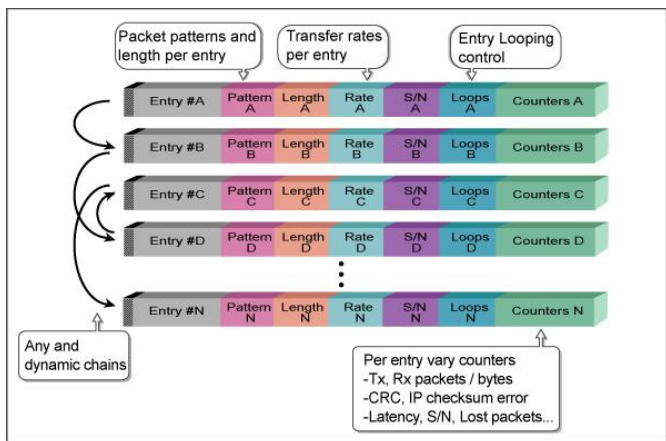 Packet patterns and
length per entry
Transfer rates
per entry
Entry Looping
control
Entry #A Pattern A Length A Rate A S/N A Loops A Counters A
Entry #B Pattern B Length B Rate B S/N B Loops B Counters B
Entry #C Pattern C Length C Rate C S/N C Loops C Counters C
Entry #D Pattern D Length D Rate D S/N D Loops D Counters D
Entry #N Pattern N Length N Rate N S/N N Loops N Counters N
Any and
dynamic chains
Per entry vary counters
-Tx, Rx packets / bytes
-CRC, IP checksum error
-Latency, S/N, Lost packets...